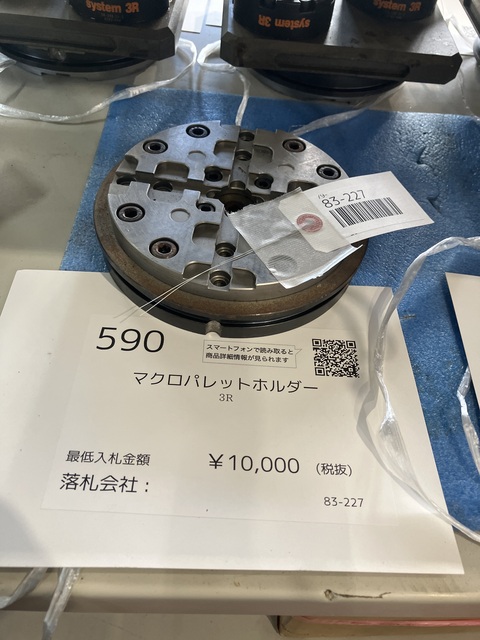 system 3R
system 3R
system 3R
83-227
590
スマートフォンで読み取ると
商品詳細情報が見られます
マクロパレットホルダー
3R
最低入札金額 ￥10,000 (税抜)
落札会社：
83-227